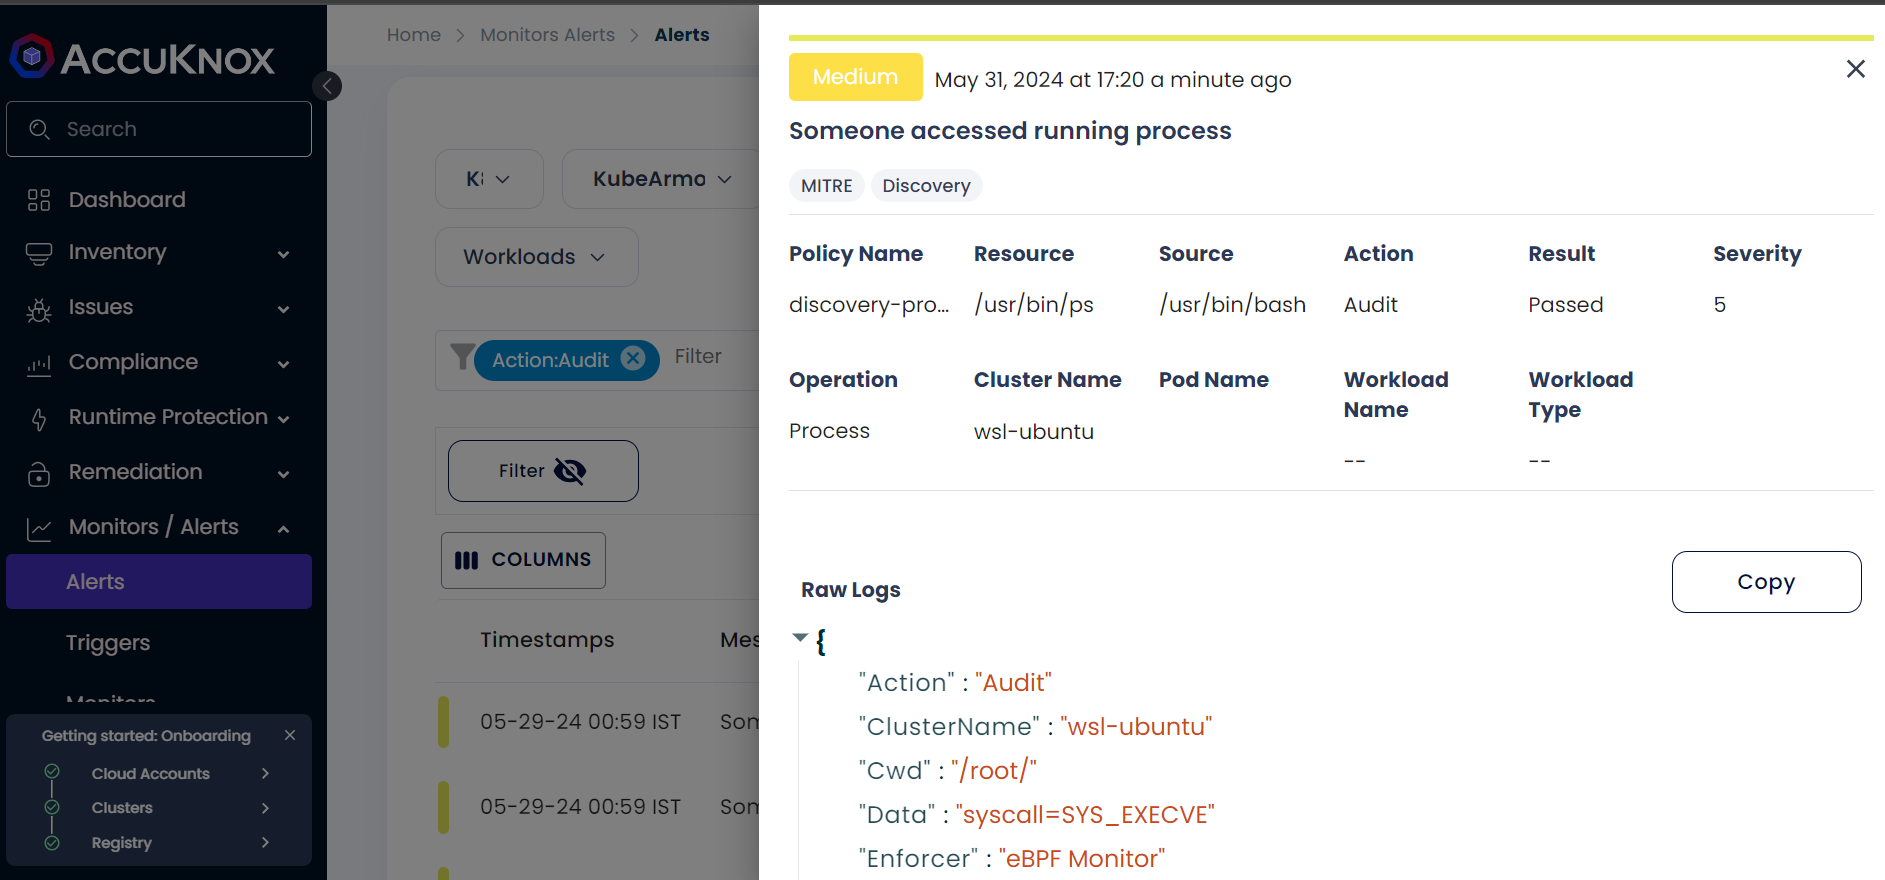 ACCUKNOX
Search
Dashboard
Inventory
Issues
Compliance
Runtime Protection
Remediation
Monitors / Alerts
Alerts
Triggers
Monitors
Getting started: Onboarding
Cloud Accounts
Clusters
Registry
Home > Monitors Alerts > Alerts
KubeArmo
Workloads
Action:Audit Filter
Filter
COLUMNS
Timestamps Mes
05-29-24 00:59 IST Som
05-29-24 00:59 IST Som
Medium May 31, 2024 at 17:20 a minute ago
Someone accessed running process
MITRE Discovery
Policy Name Resource Source Action Result Severity
discovery-pro... /usr/bin/ps /usr/bin/bash Audit Passed 5
Operation Cluster Name Pod Name Workload Name Workload Type
Process wsl-ubuntu -- --
Copy
Raw Logs
{
"Action" : "Audit"
"ClusterName" : "wsl-ubuntu"
"Cwd" : "/root/"
"Data" : "syscall=SYS_EXECVE"
"Enforcer" : "eBPF Monitor"